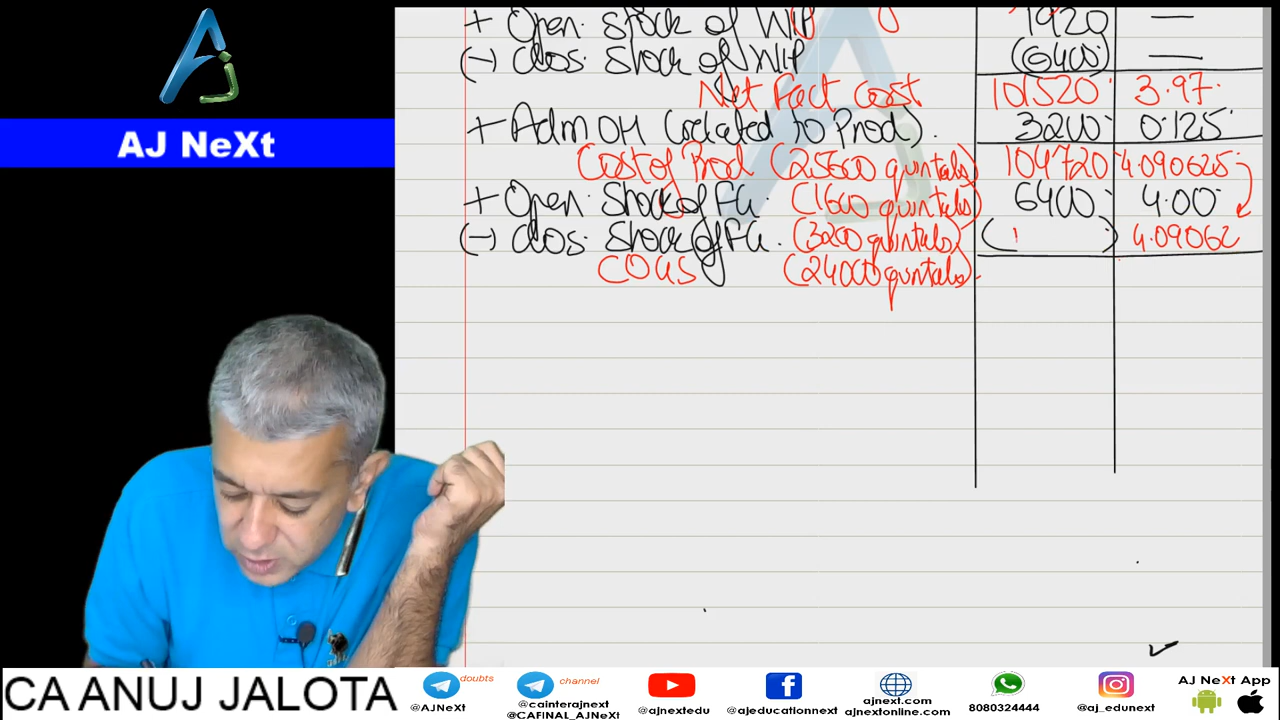 AJ NeXt
+ Open. Stock of WIP 1920 —
(-) Clos. Stock of WIP (6400) —
Net Fact Cost 101520 3.97
+ Adm OH (related to Prod). 3200 0.125
Cost of Prod (25600 quintals) 104720 4.090625
+ Open. Stock of FG. (1600 quintals) 6400 4.00
(-) Clos. Stock of FG. (3200 quintals) ( ) 4.09062
COGS (24000 quintals)
CA ANUJ JALOTA
doubts
@AJNeXt
channel
@cainterajnext
@CAFINAL_AJNeXt
@ajnextedu
@ajeducationnext
ajnext.com
ajnextonline.com
8080324444
@aj_edunext
AJ NeXt App